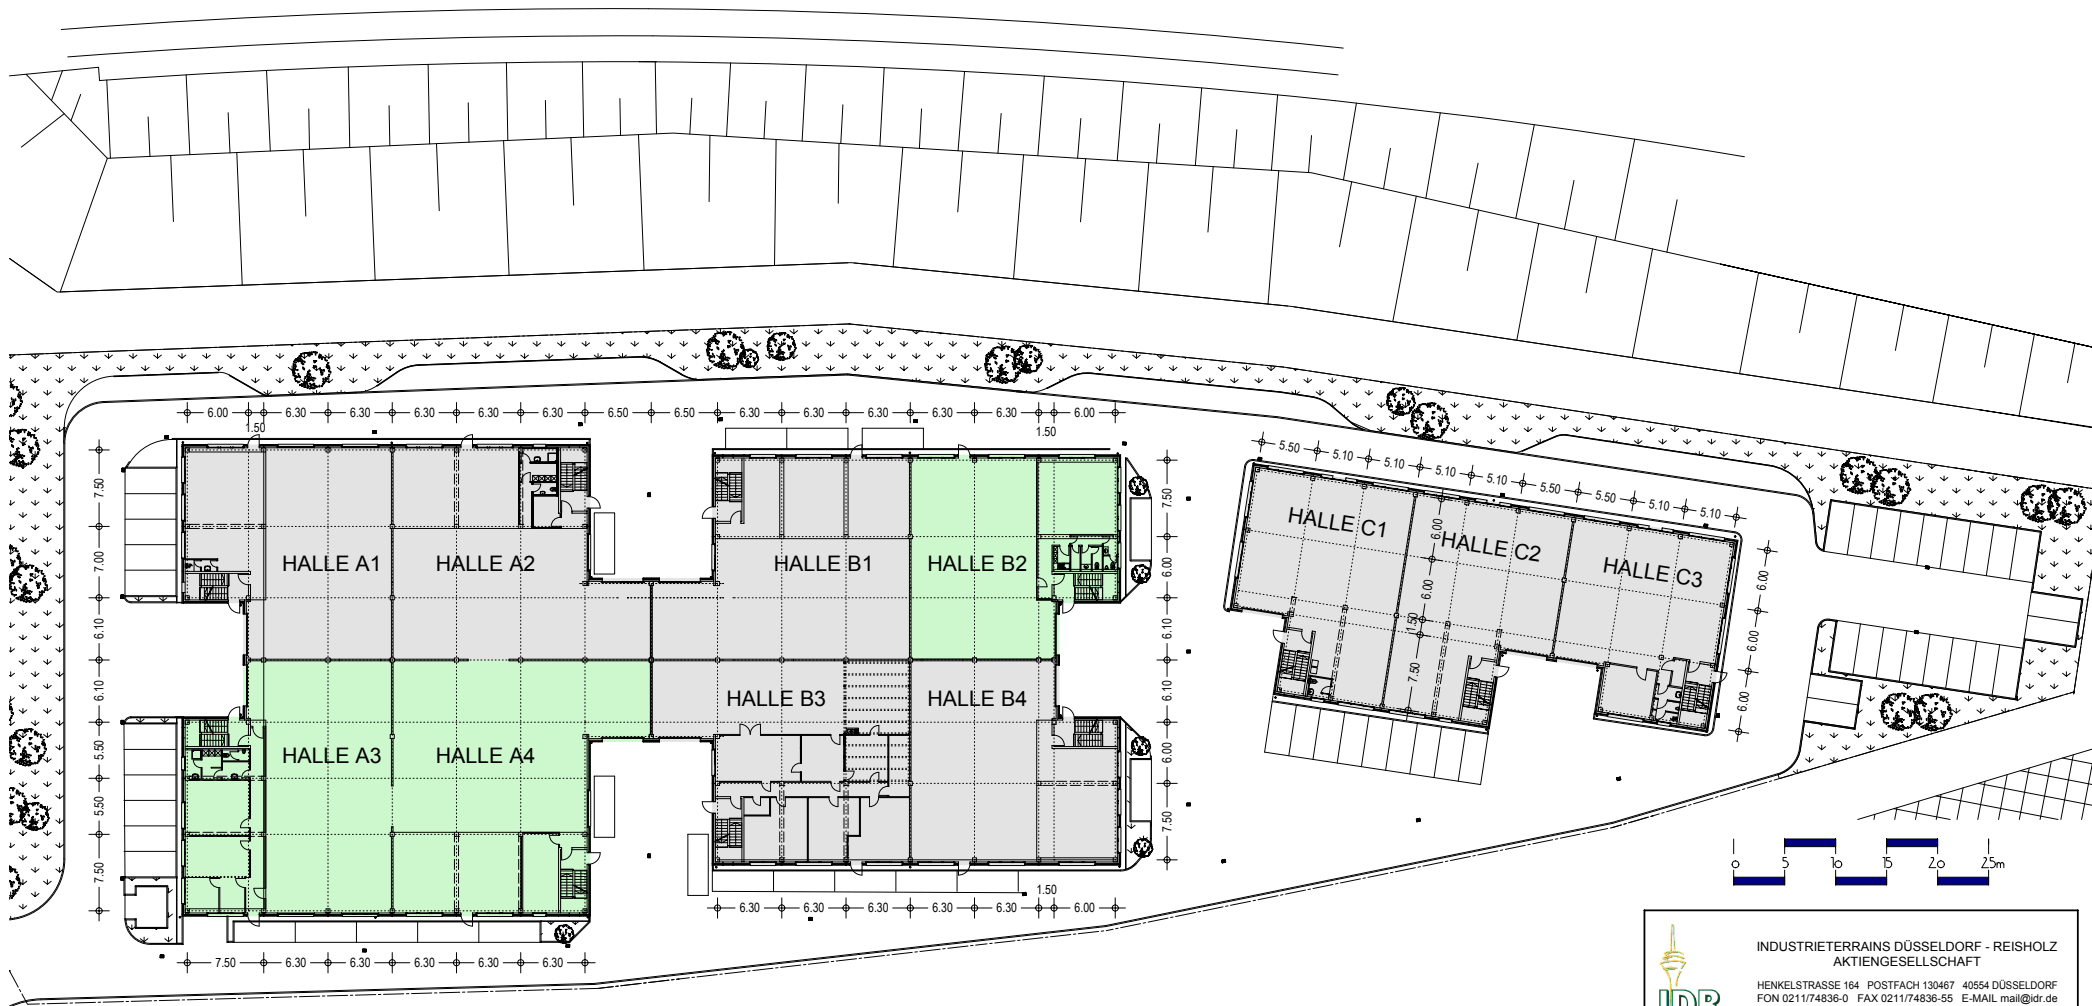 6.00 6.30 6.30 6.30 6.30 6.30 6.50 6.50 6.30 6.30 6.30 6.30 6.30 6.00
1.50 1.50
7.50
7.00
6.10
6.10
5.50
5.50
7.50
HALLE A1
HALLE A2
HALLE B1
HALLE B2
HALLE A3
HALLE A4
HALLE B3
HALLE B4
7.50
6.00
6.10
6.10
6.00
7.50
1.50
6.30 6.30 6.30 6.30 6.30 6.00
7.50 6.30 6.30 6.30 6.30 6.30
5.50 5.10 5.10 5.10 5.10 5.50 5.50 5.10 5.10
HALLE C1
HALLE C2
HALLE C3
6.00
6.00
1.50
7.50
6.00
6.00
6.00
0 5 10 15 20 25m
INDUSTRIETERRAINS DÜSSELDORF - REISHOLZ
AKTIENGESELLSCHAFT
HENKELSTRASSE 164 POSTFACH 130467 40554 DÜSSELDORF
FON 0211/74836-0 FAX 0211/74836-55 E-MAIL mail@idr.de
IDR